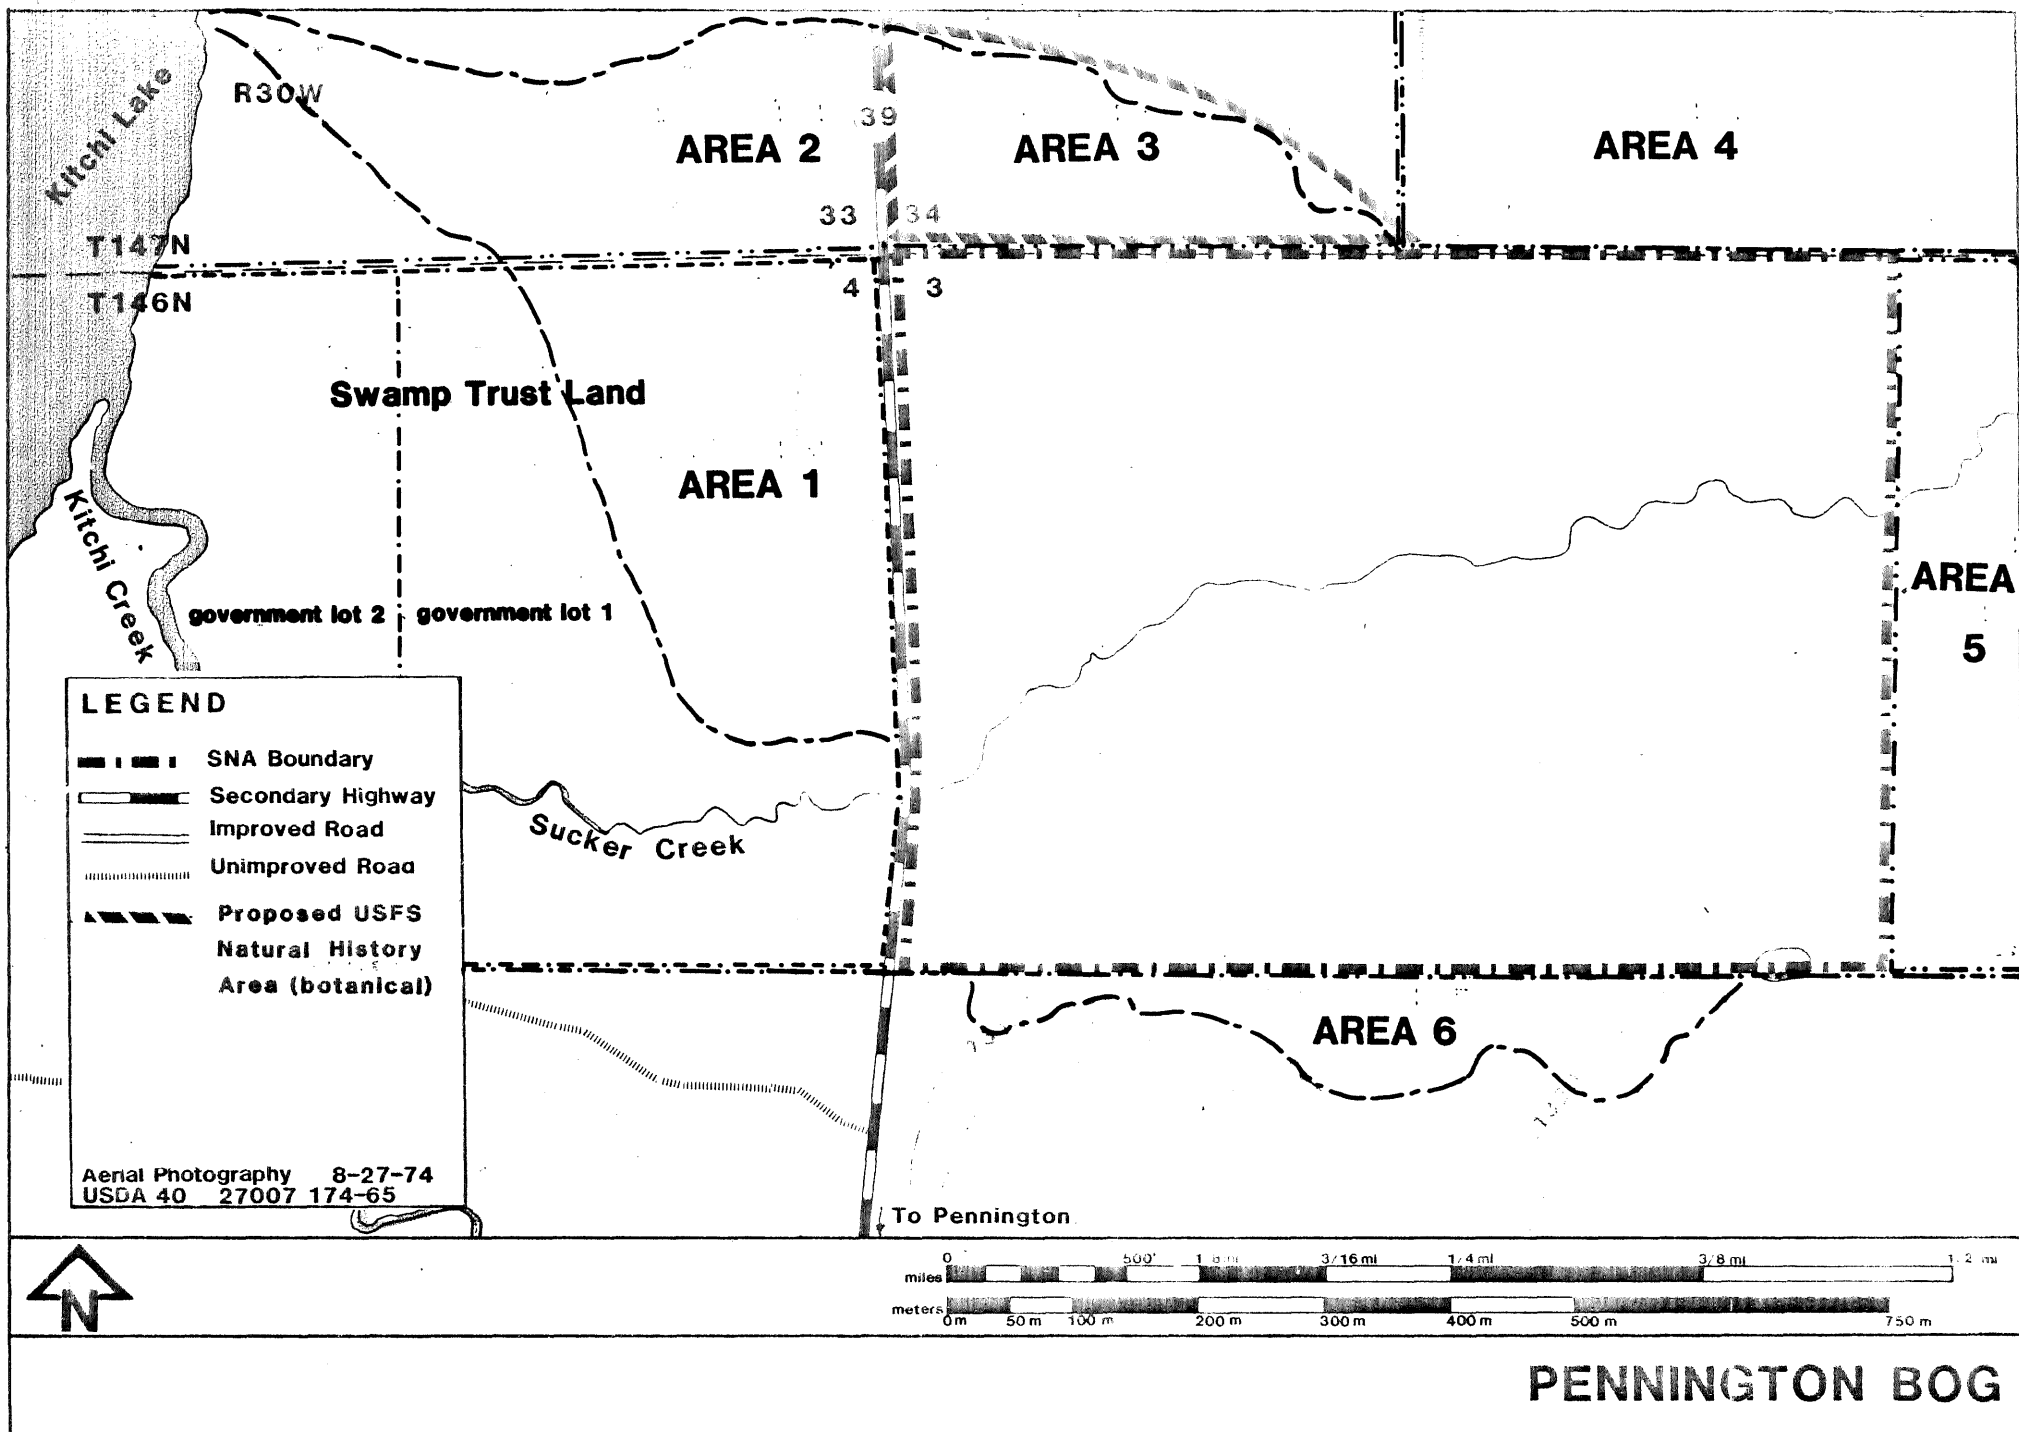 Kitchi Lake
R30W
39
AREA 2
AREA 3
AREA 4
33
34
T147N
T146N
4
3
Swamp Trust Land
AREA 1
Kitchi Creek
government lot 2
government lot 1
AREA
5
LEGEND
SNA Boundary
Secondary Highway
Improved Road
Unimproved Road
Proposed USFS
Natural History
Area (botanical)
Aerial Photography 8-27-74
USDA 40 27007 174-65
Sucker Creek
AREA 6
To Pennington
N
0 500' 3/16 mi 1/4 mi 3/8 mi
miles
meters
0 m 50 m 100 m 200 m 300 m 400 m 500 m 750 m
PENNINGTON BOG